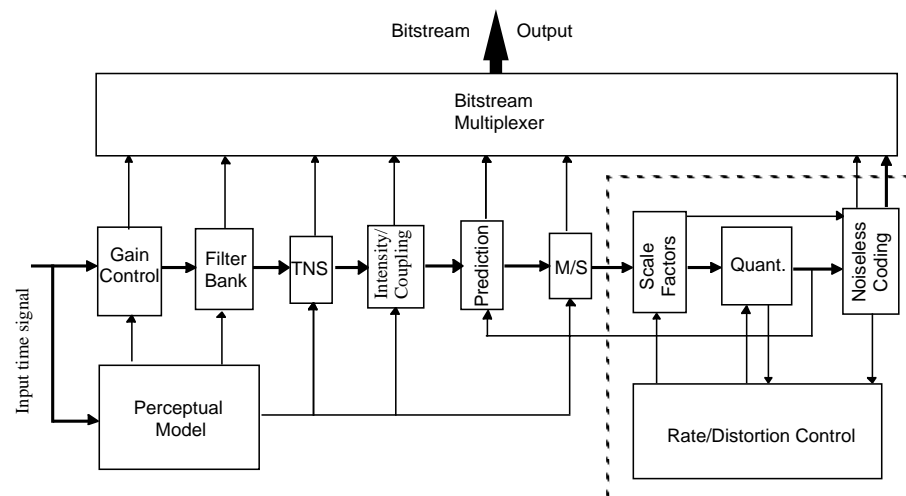 Bitstream Output
Bitstream
Multiplexer
Gain
Control
Filter
Bank
TNS
Intensity/
Coupling
Prediction
M/S
Scale
Factors
Quant.
Noiseless
Coding
Input time signal
Perceptual
Model
Rate/Distortion Control